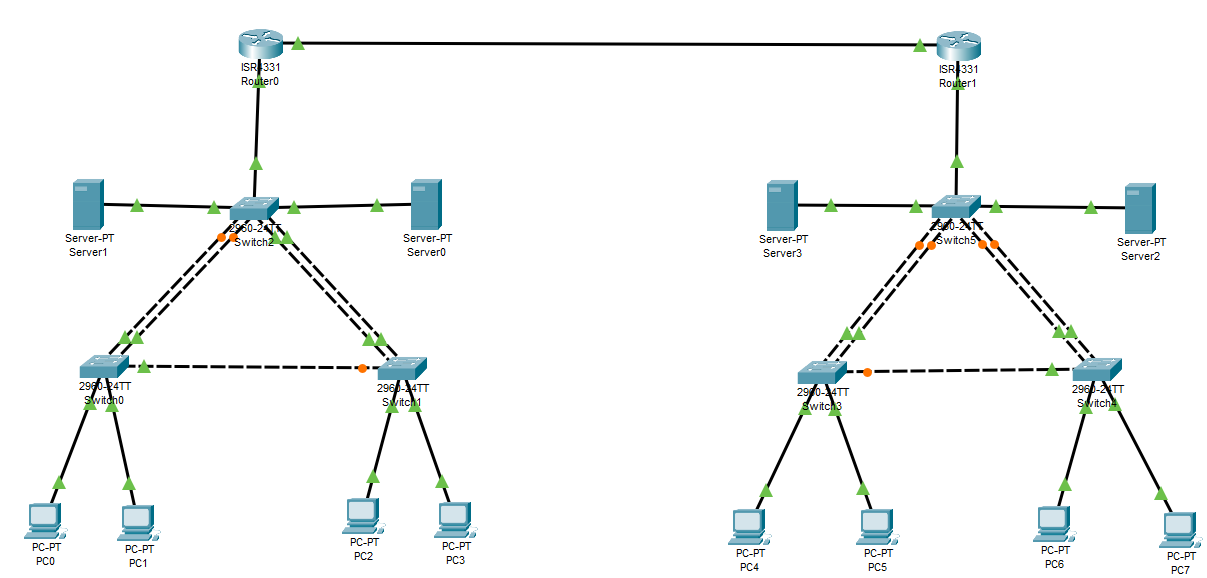 ISR4331
Router0
ISR4331
Router1
Server-PT
Server1
2960-24TT
Switch2
Server-PT
Server0
Server-PT
Server3
2960-24TT
Switch5
Server-PT
Server2
2960-24TT
Switch0
2960-24TT
Switch1
2960-24TT
Switch3
2960-24TT
Switch4
PC-PT
PC0
PC-PT
PC1
PC-PT
PC2
PC-PT
PC3
PC-PT
PC4
PC-PT
PC5
PC-PT
PC6
PC-PT
PC7